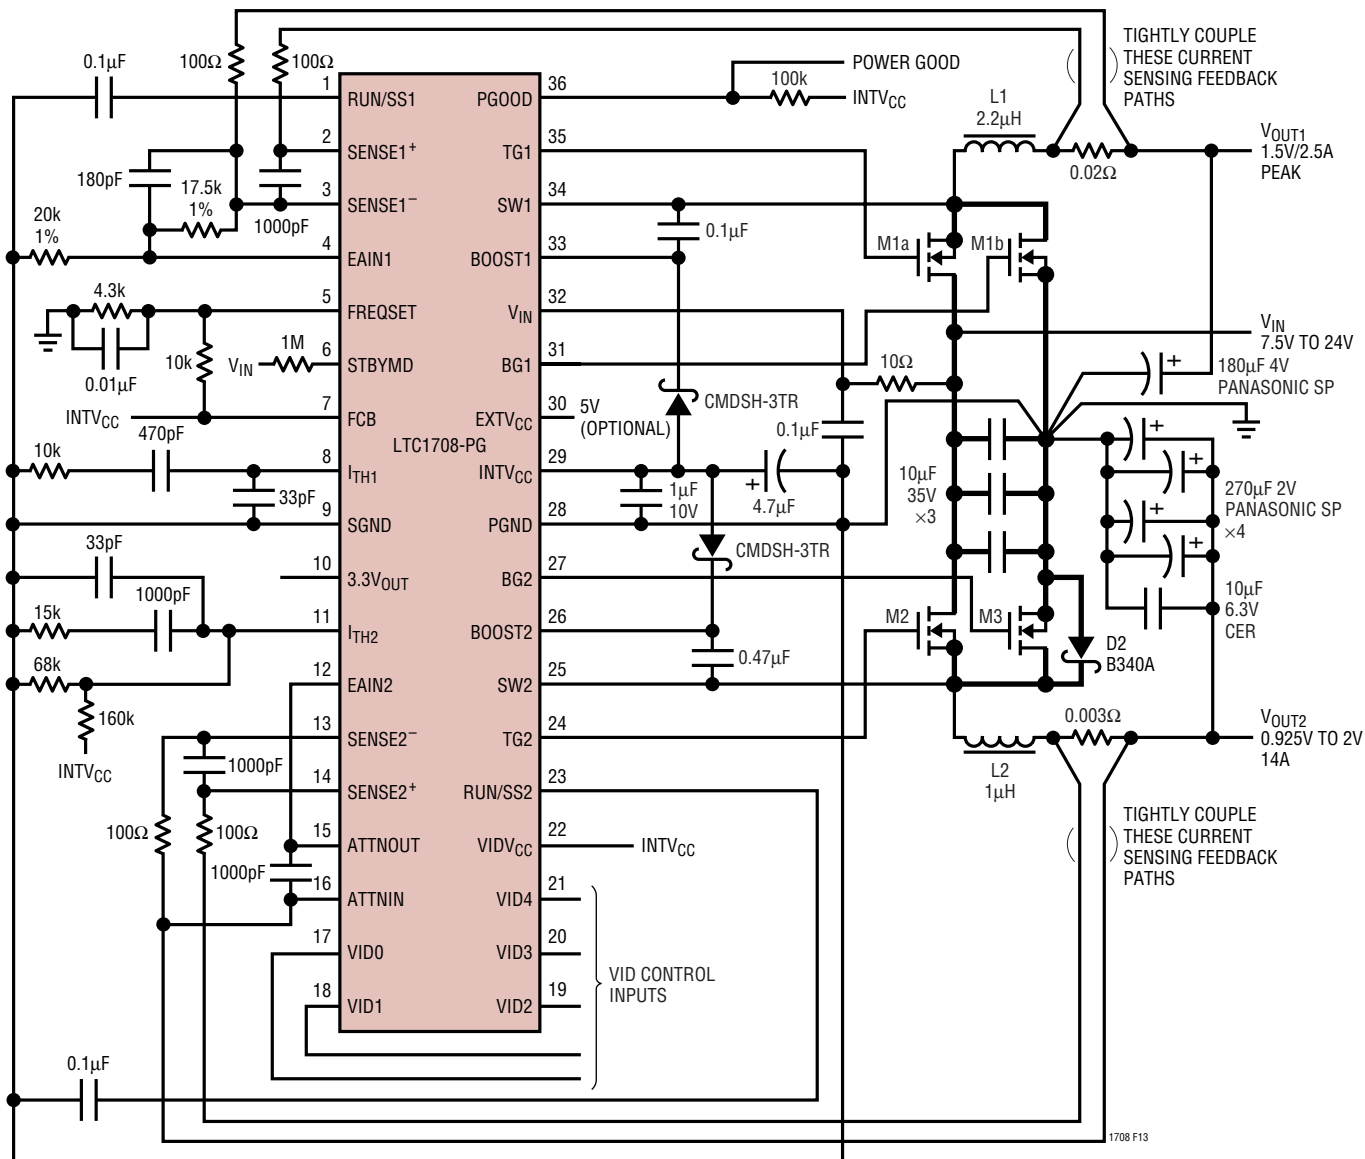 0.1µF
100Ω
100Ω
180pF
17.5k
1%
1000pF
20k
1%
4.3k
0.01µF
10k
VIN
1M
INTVCC
470pF
10k
33pF
33pF
1000pF
15k
68k
160k
INTVCC
1000pF
100Ω
100Ω
1000pF
0.1µF
LTC1708-PG
1 RUN/SS1
2 SENSE1+
3 SENSE1−
4 EAIN1
5 FREQSET
6 STBYMD
7 FCB
8 ITH1
9 SGND
10 3.3VOUT
11 ITH2
12 EAIN2
13 SENSE2−
14 SENSE2+
15 ATTNOUT
16 ATTNIN
17 VID0
18 VID1
PGOOD 36
TG1 35
SW1 34
BOOST1 33
VIN 32
BG1 31
EXTVCC 30
INTVCC 29
PGND 28
BG2 27
BOOST2 26
SW2 25
TG2 24
RUN/SS2 23
VIDVCC 22
VID4 21
VID3 20
VID2 19
POWER GOOD
100k
INTVCC
L1
2.2µH
0.02Ω
TIGHTLY COUPLE
THESE CURRENT
SENSING FEEDBACK
PATHS
VOUT1
1.5V/2.5A
PEAK
0.1µF
M1a
M1b
VIN
7.5V TO 24V
10Ω
180µF 4V
PANASONIC SP
CMDSH-3TR
5V
(OPTIONAL)
0.1µF
1µF
10V
4.7µF
10µF
35V
×3
270µF 2V
PANASONIC SP
×4
CMDSH-3TR
10µF
6.3V
CER
M2
M3
D2
B340A
0.47µF
0.003Ω
L2
1µH
VOUT2
0.925V TO 2V
14A
INTVCC
TIGHTLY COUPLE
THESE CURRENT
SENSING FEEDBACK
PATHS
VID CONTROL
INPUTS
1708 F13